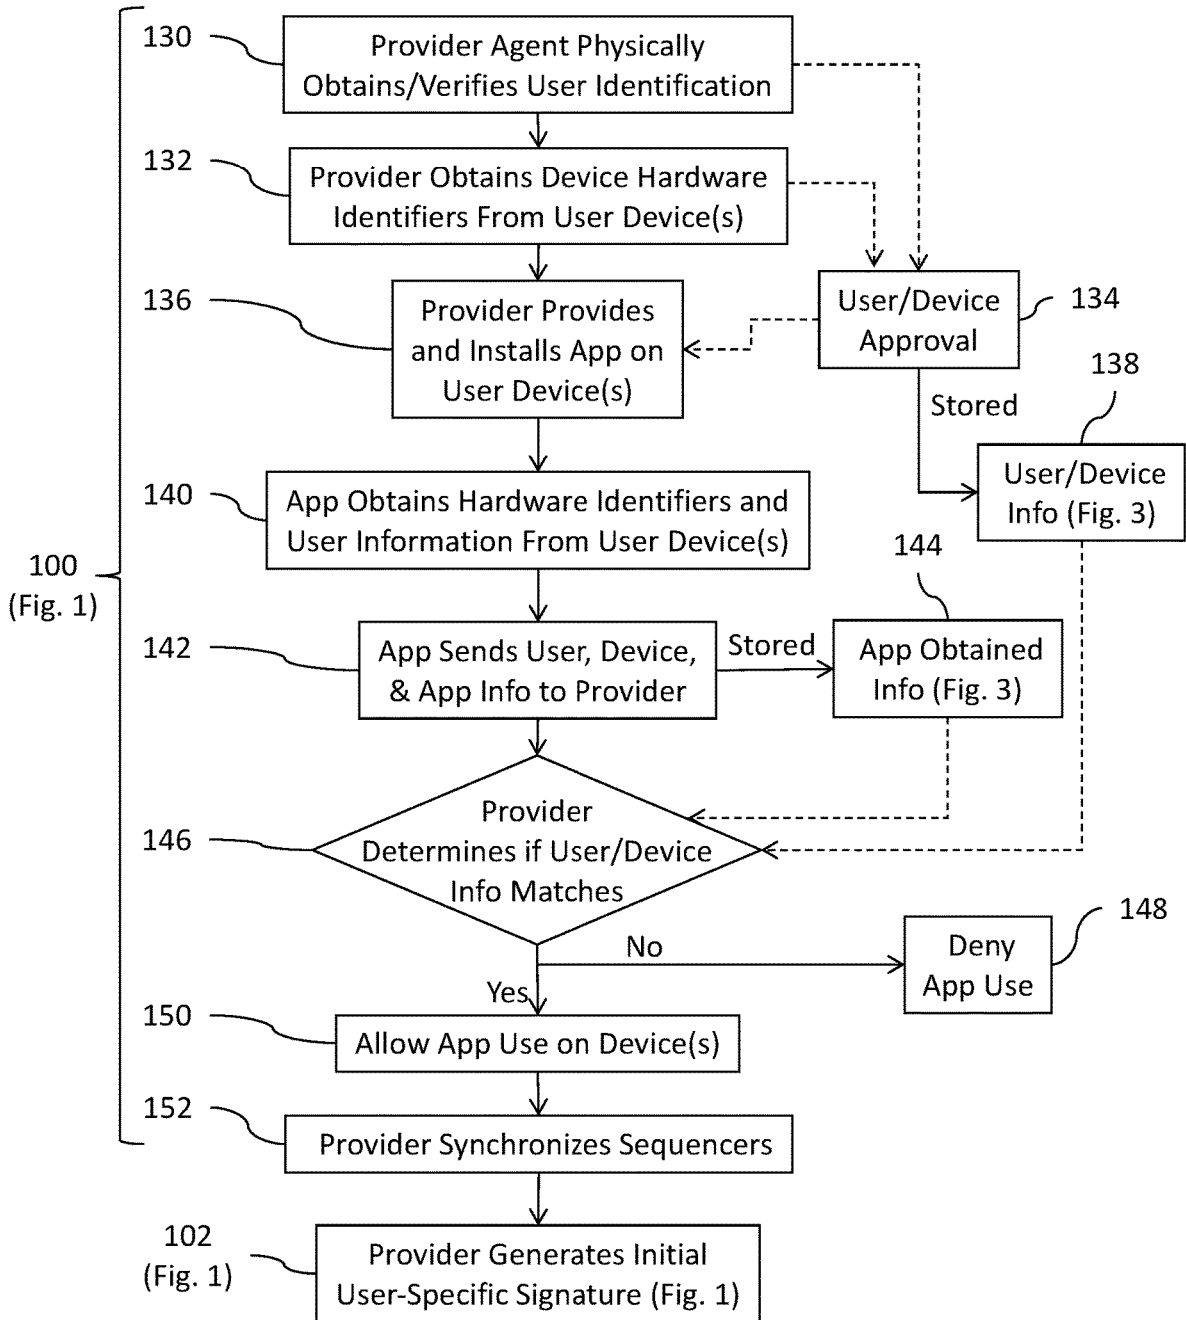 130
Provider Agent Physically
Obtains/Verifies User Identification
132
Provider Obtains Device Hardware
Identifiers From User Device(s)
136
Provider Provides
and Installs App on
User Device(s)
User/Device
Approval
134
138
Stored
User/Device
Info (Fig. 3)
140
App Obtains Hardware Identifiers and
User Information From User Device(s)
144
100
(Fig. 1)
142
App Sends User, Device,
& App Info to Provider
Stored
App Obtained
Info (Fig. 3)
146
Provider
Determines if User/Device
Info Matches
No
148
Deny
App Use
Yes
150
Allow App Use on Device(s)
152
Provider Synchronizes Sequencers
102
(Fig. 1)
Provider Generates Initial
User-Specific Signature (Fig. 1)